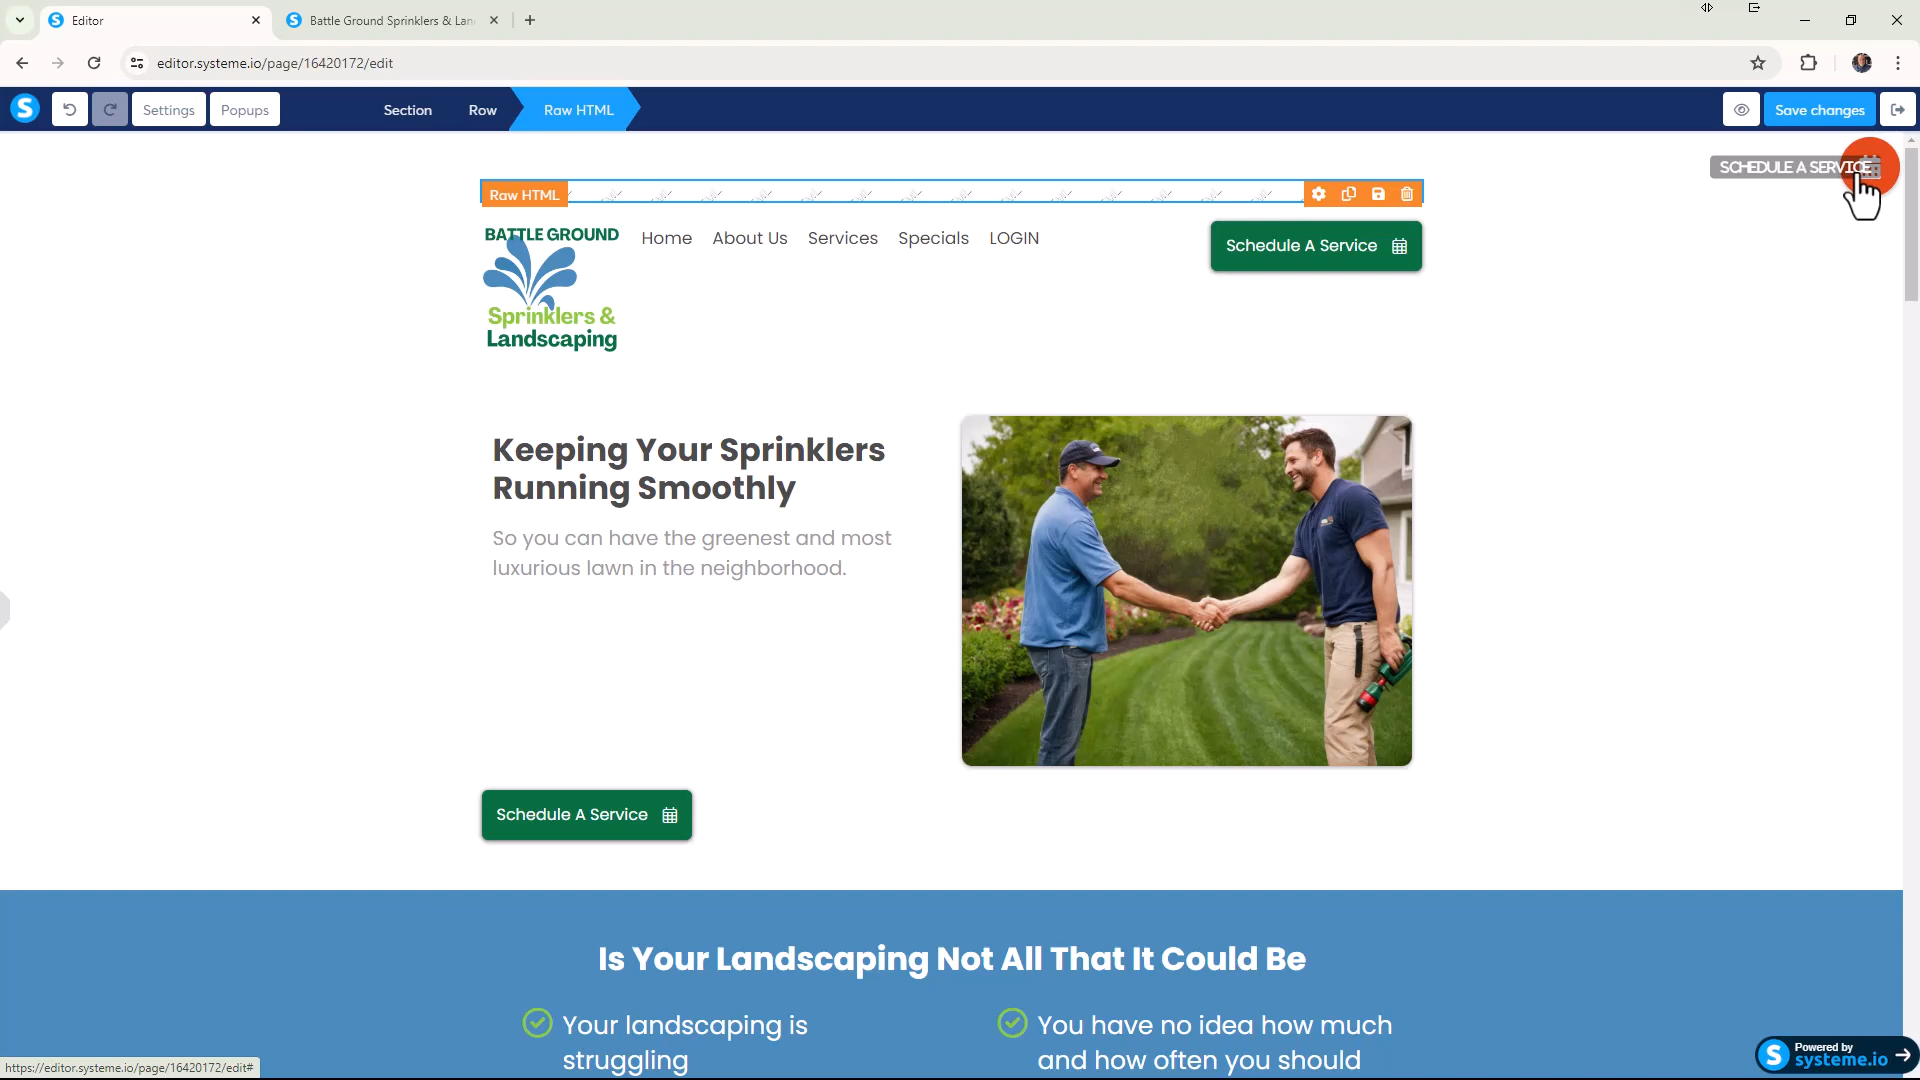 Editor
Battle Ground Sprinklers & Lan
editor.systeme.io/page/16420172/edit
S
Settings
Popups
Section
Row
Raw HTML
Save changes
SCHEDULE A SERVICE
Raw HTML
BATTLE GROUND
Sprinklers &
Landscaping
Home
About Us
Services
Specials
LOGIN
Schedule A Service
Keeping Your Sprinklers
Running Smoothly
So you can have the greenest and most
luxurious lawn in the neighborhood.
Schedule A Service
Is Your Landscaping Not All That It Could Be
Your landscaping is
struggling
You have no idea how much
and how often you should
Powered by
systeme.io
https://editor.systeme.io/page/16420172/edit#